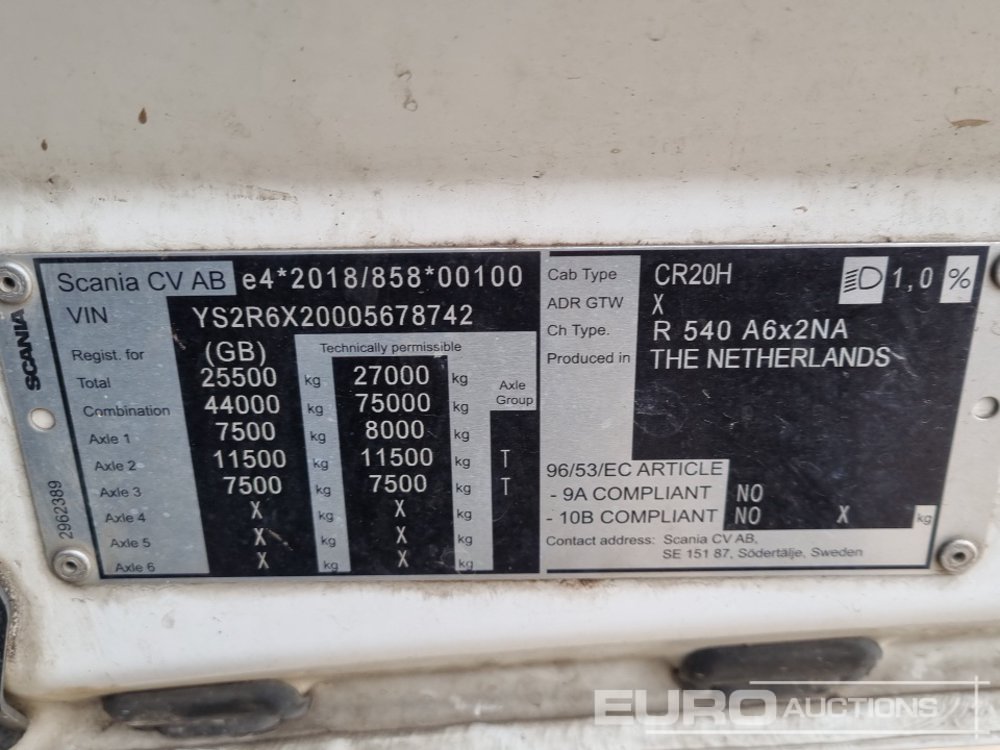 SCANIA
2962389
Scania CV AB e4*2018/858*00100
VIN YS2R6X20005678742
Regist. for (GB) Technically permissible
Total 25500 kg 27000 kg Axle Group
Combination 44000 kg 75000 kg
Axle 1 7500 kg 8000 kg
Axle 2 11500 kg 11500 kg T
Axle 3 7500 kg 7500 kg T
Axle 4 X kg X kg
Axle 5 X kg X kg
Axle 6 X kg X kg
Cab Type CR20H 1,0 %
ADR GTW X
Ch Type. R 540 A6x2NA
Produced in THE NETHERLANDS
96/53/EC ARTICLE
- 9A COMPLIANT NO
- 10B COMPLIANT NO X kg
Contact address: Scania CV AB,
SE 151 87, Södertälje, Sweden
EURO AUCTIONS